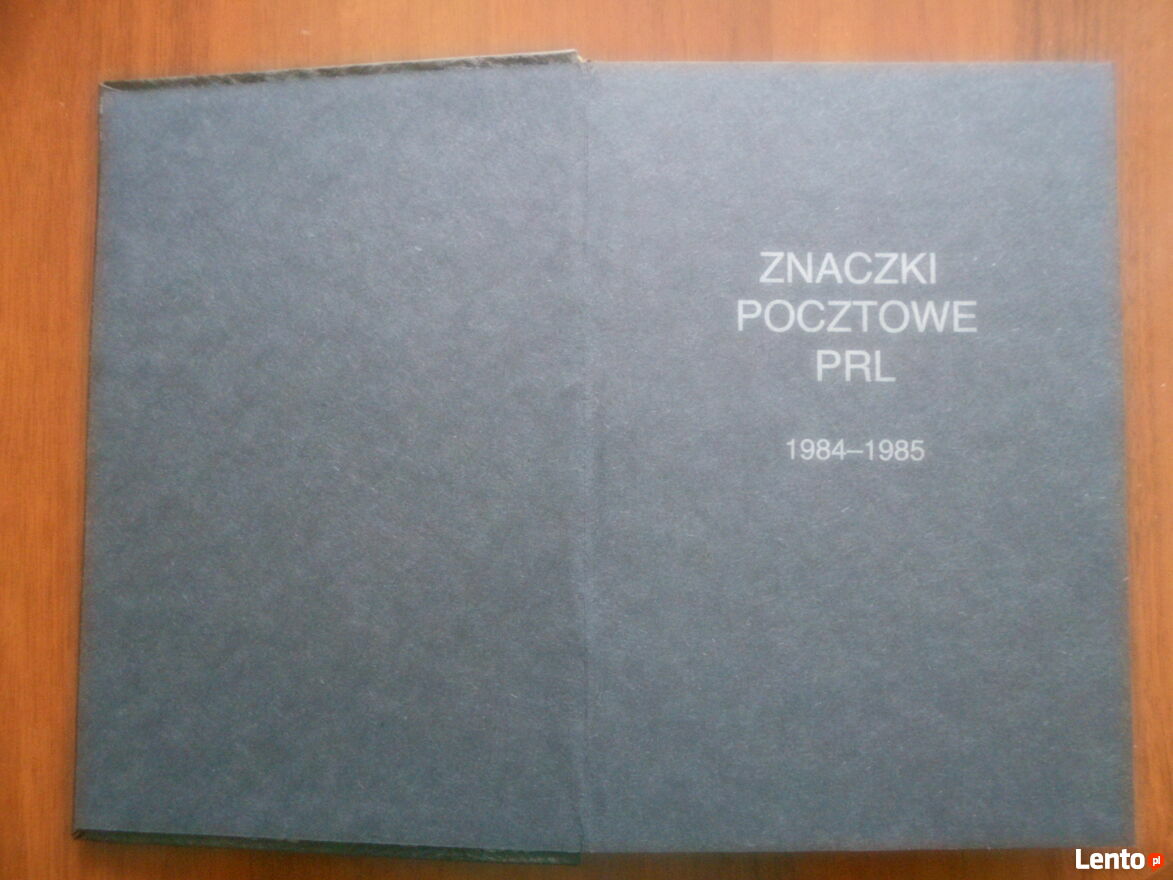 ZNACZKI
POCZTOWE
PRL
1984–1985
Lento.pl